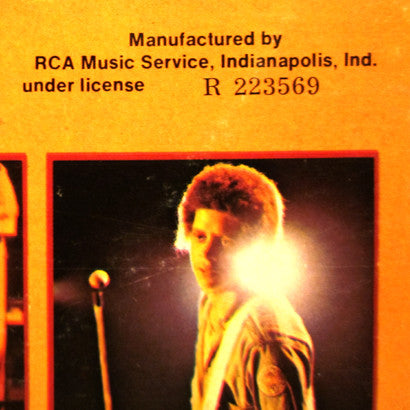 Manufactured by
RCA Music Service, Indianapolis, Ind.
under license R 223569